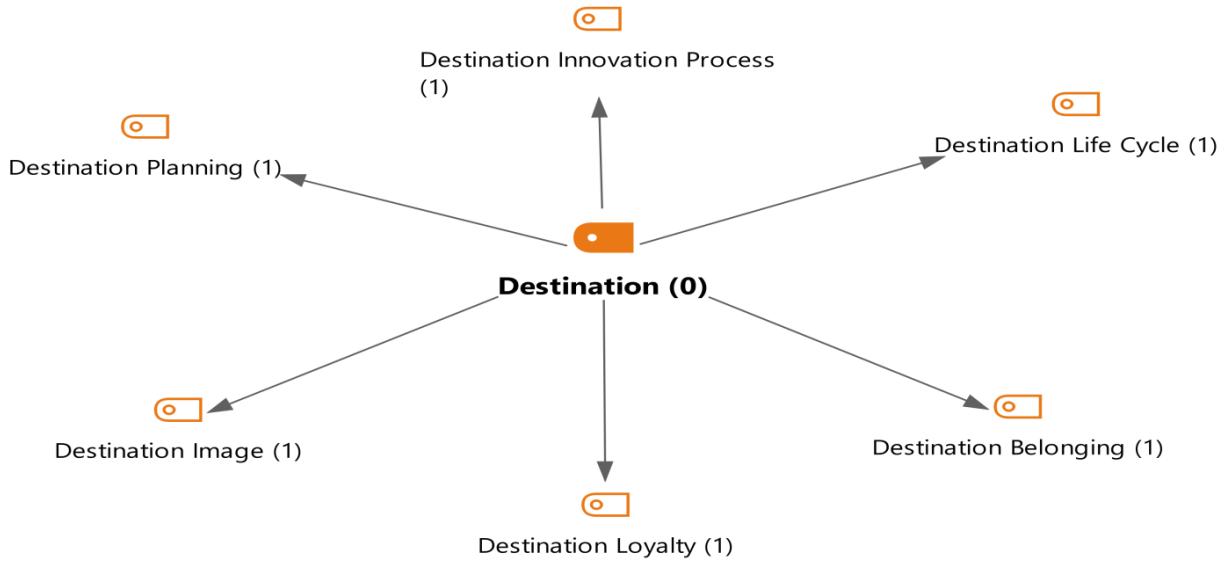 Destination Innovation Process
(1)
Destination Life Cycle (1)
Destination Planning (1)
Destination (0)
Destination Image (1)
Destination Belonging (1)
Destination Loyalty (1)